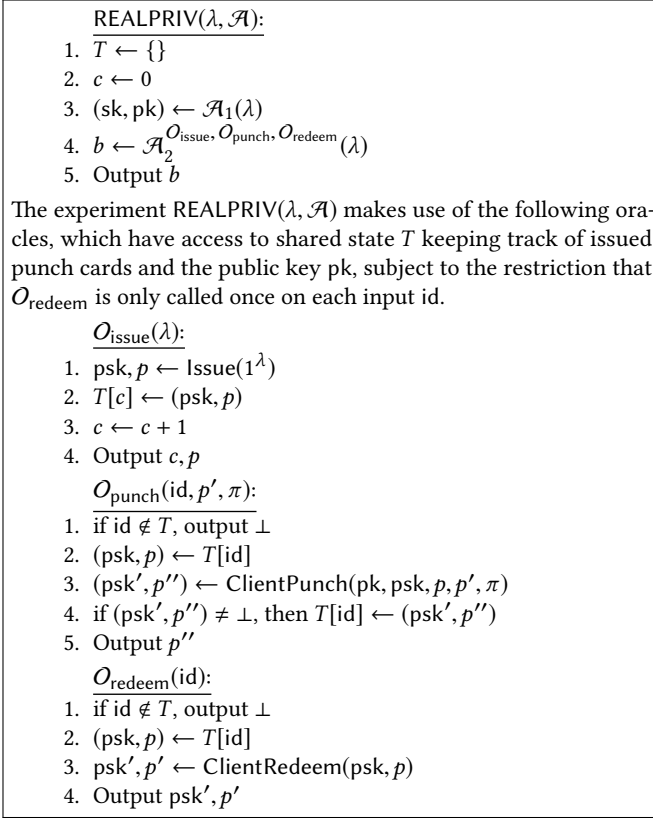 REALPRIV(λ, 𝒜):
1. T ← {}
2. c ← 0
3. (sk, pk) ← 𝒜₁(λ)
4. b ← 𝒜₂^{𝒪_issue, 𝒪_punch, 𝒪_redeem}(λ)
5. Output b
The experiment REALPRIV(λ, 𝒜) makes use of the following ora-
cles, which have access to shared state T keeping track of issued
punch cards and the public key pk, subject to the restriction that
𝒪_redeem is only called once on each input id.
𝒪_issue(λ):
1. psk, p ← Issue(1^λ)
2. T[c] ← (psk, p)
3. c ← c + 1
4. Output c, p
𝒪_punch(id, p′, π):
1. if id ∉ T, output ⊥
2. (psk, p) ← T[id]
3. (psk′, p′′) ← ClientPunch(pk, psk, p, p′, π)
4. if (psk′, p′′) ≠ ⊥, then T[id] ← (psk′, p′′)
5. Output p′′
𝒪_redeem(id):
1. if id ∉ T, output ⊥
2. (psk, p) ← T[id]
3. psk′, p′ ← ClientRedeem(psk, p)
4. Output psk′, p′